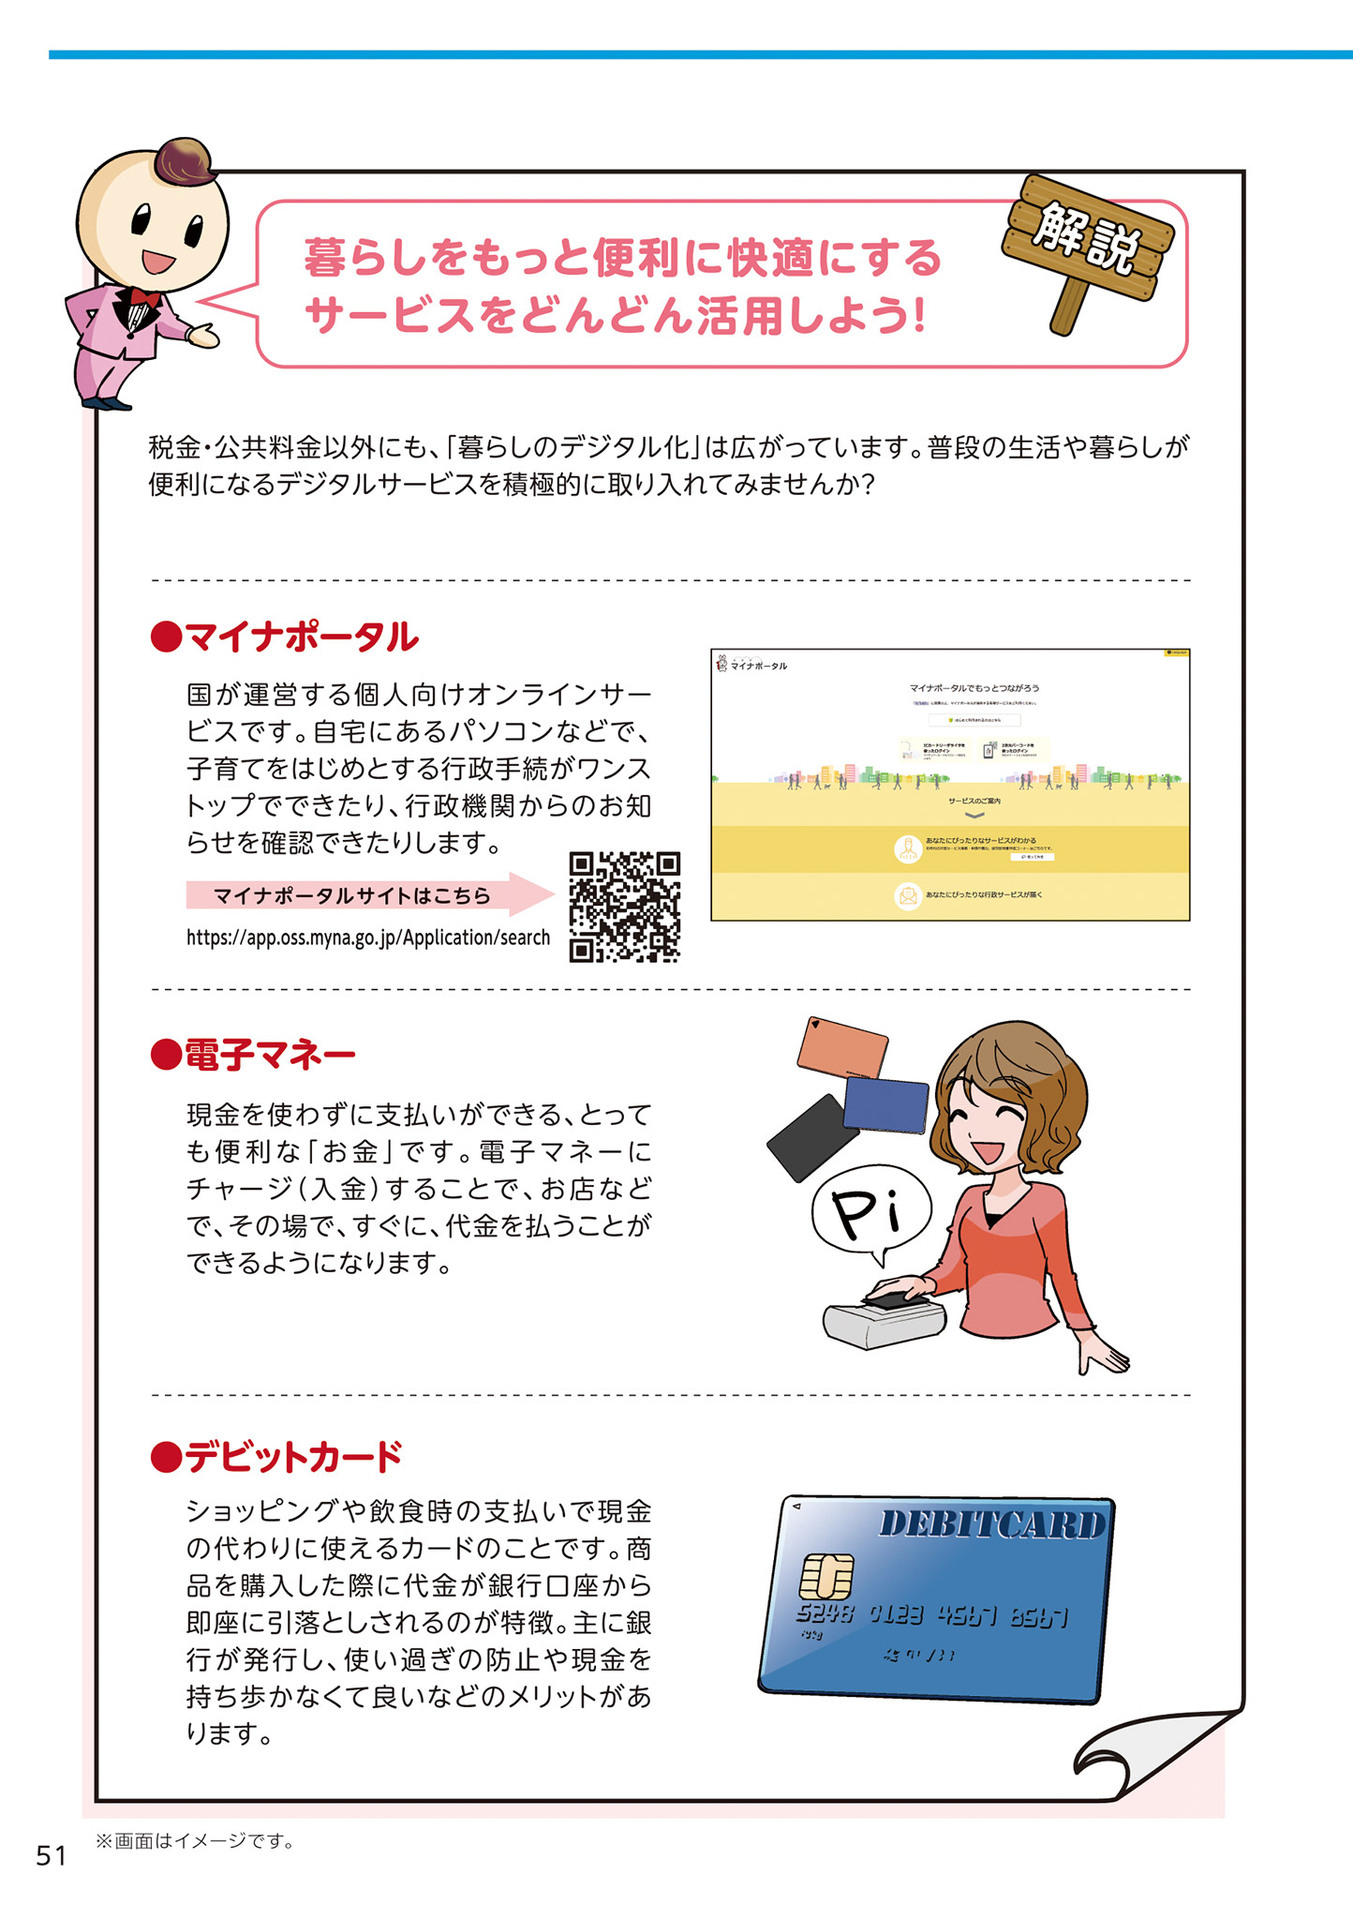 解説
暮らしをもっと便利に快適にする
サービスをどんどん活用しよう!
税金・公共料金以外にも、「暮らしのデジタル化」は広がっています。普段の生活や暮らしが
便利になるデジタルサービスを積極的に取り入れてみませんか?
●マイナポータル
国が運営する個人向けオンラインサー
ビスです。自宅にあるパソコンなどで、
子育てをはじめとする行政手続がワンス
トップでできたり、行政機関からのお知
らせを確認できたりします。
マイナポータルサイトはこちら
https://app.oss.myna.go.jp/Application/search
マイナポータル
マイナポータルでもっとつながろう
サービスのご案内
あなたにぴったりなサービスがわかる
あなたにぴったりな行政サービスが届く
●電子マネー
現金を使わずに支払いができる、とって
も便利な「お金」です。電子マネーに
チャージ(入金)することで、お店など
で、その場で、すぐに、代金を払うことが
できるようになります。
Pi
●デビットカード
ショッピングや飲食時の支払いで現金
の代わりに使えるカードのことです。商
品を購入した際に代金が銀行口座から
即座に引落としされるのが特徴。主に銀
行が発行し、使い過ぎの防止や現金を
持ち歩かなくて良いなどのメリットがあ
ります。
DEBITCARD
5248 0123 4567 8567
※画面はイメージです。
51